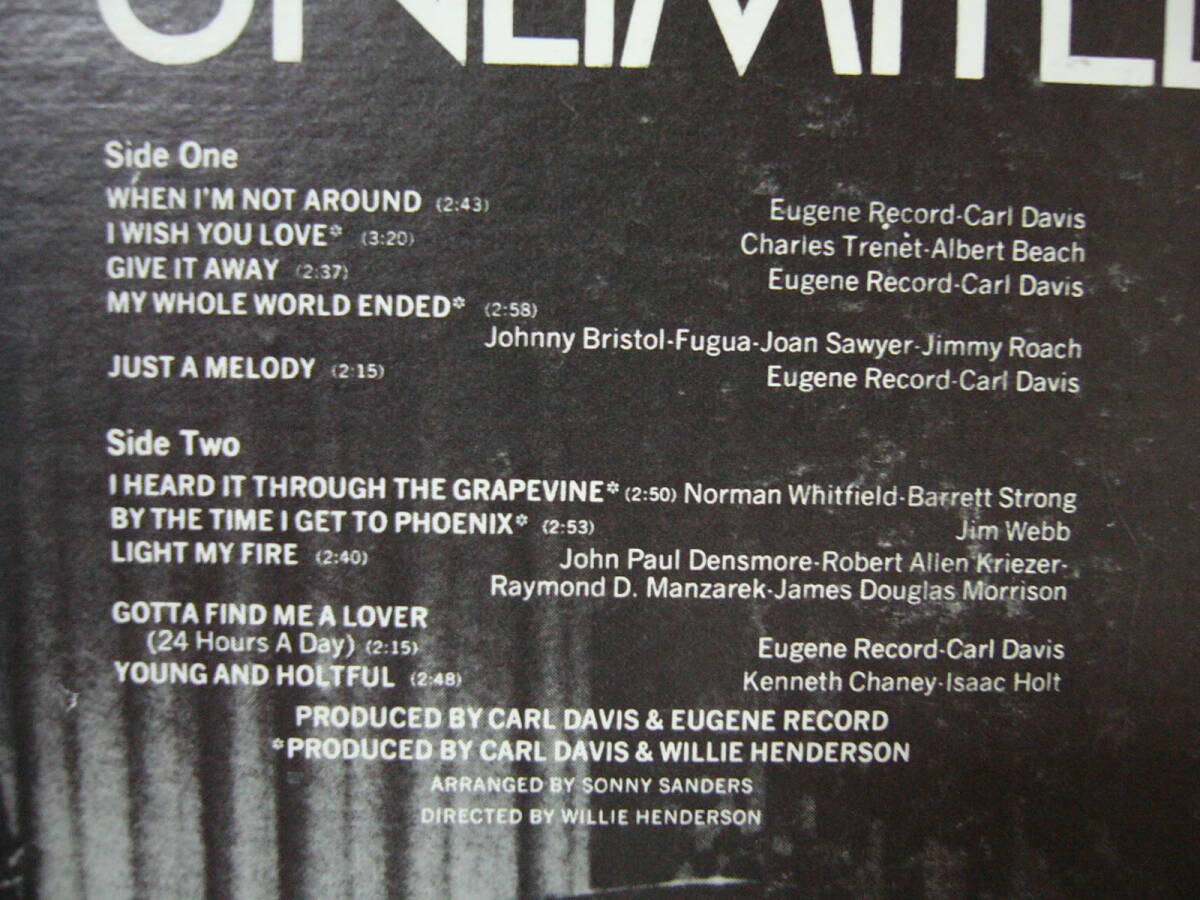 UNLIMITE
Side One
WHEN I'M NOT AROUND (2:43) Eugene Record-Carl Davis
I WISH YOU LOVE* (3:20) Charles Trenèt-Albert Beach
GIVE IT AWAY (2:37) Eugene Record-Carl Davis
MY WHOLE WORLD ENDED* (2:58)
Johnny Bristol-Fugua-Joan Sawyer-Jimmy Roach
JUST A MELODY (2:15) Eugene Record-Carl Davis
Side Two
I HEARD IT THROUGH THE GRAPEVINE* (2:50) Norman Whitfield-Barrett Strong
BY THE TIME I GET TO PHOENIX* (2:53) Jim Webb
LIGHT MY FIRE (2:40) John Paul Densmore-Robert Allen Kriezer-
Raymond D. Manzarek-James Douglas Morrison
GOTTA FIND ME A LOVER
(24 Hours A Day) (2:15) Eugene Record-Carl Davis
YOUNG AND HOLTFUL (2:48) Kenneth Chaney-Isaac Holt
PRODUCED BY CARL DAVIS & EUGENE RECORD
*PRODUCED BY CARL DAVIS & WILLIE HENDERSON
ARRANGED BY SONNY SANDERS
DIRECTED BY WILLIE HENDERSON